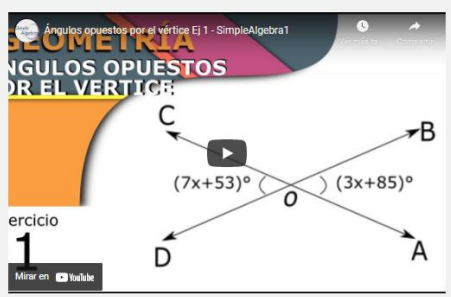 Ángulos opuestos por el vértice Ej 1 - SimpleAlgebra1
GEOMETRÍA
NGULOS OPUESTOS
OR EL VERTICE
C
B
(7x+53)°
(3x+85)°
O
ercicio
1
D
A
Mirar en YouTube